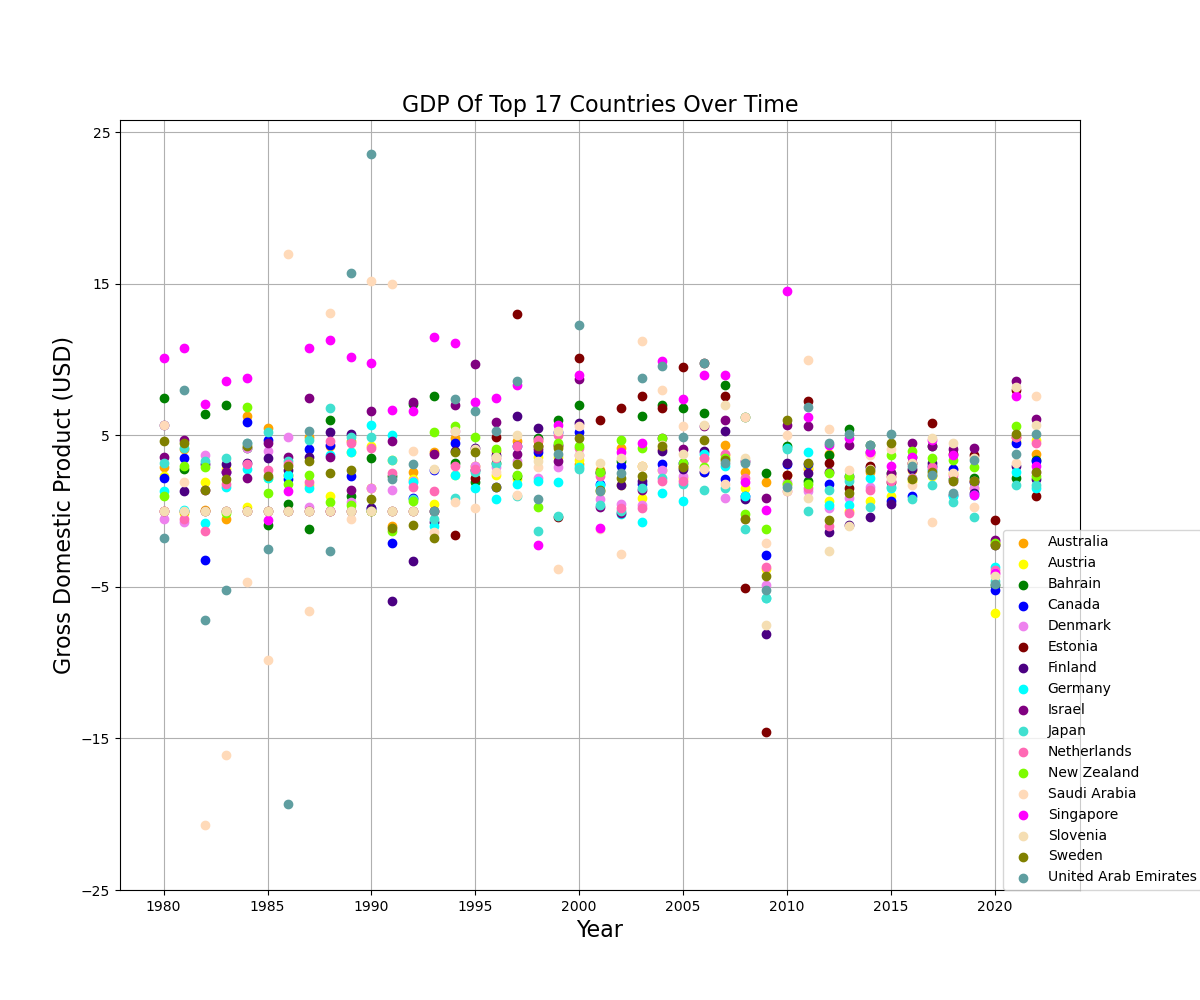 GDP Of Top 17 Countries Over Time
Gross Domestic Product (USD)
25
15
5
−5
−15
−25
1980
1985
1990
1995
2000
2005
2010
2015
2020
Year
Australia
Austria
Bahrain
Canada
Denmark
Estonia
Finland
Germany
Israel
Japan
Netherlands
New Zealand
Saudi Arabia
Singapore
Slovenia
Sweden
United Arab Emirates